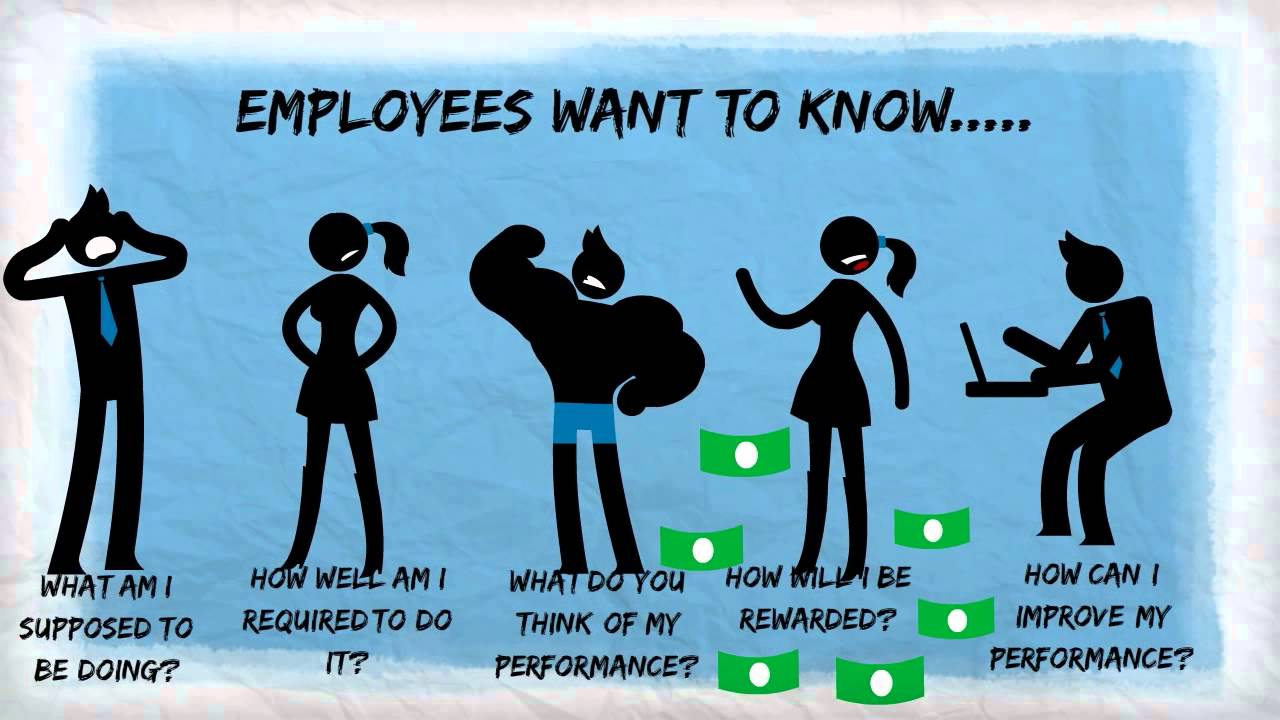 EMPLOYEES WANT TO KNOW.....
WHAT AM I
SUPPOSED TO
BE DOING?
HOW WELL AM I
REQUIRED TO DO
IT?
WHAT DO YOU
THINK OF MY
PERFORMANCE?
HOW WILL I BE
REWARDED?
HOW CAN I
IMPROVE MY
PERFORMANCE?